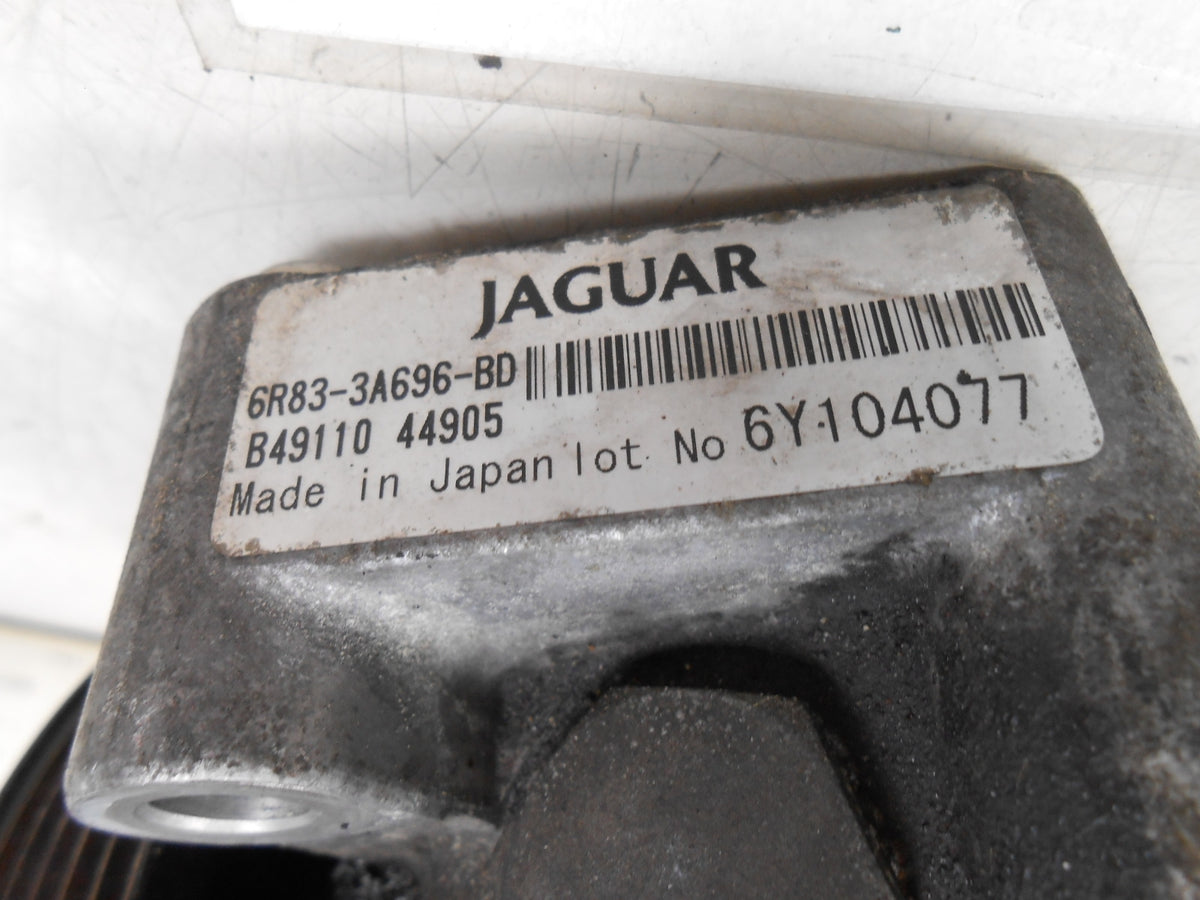 JAGUAR
6R83-3A696-BD
B49110 44905
Made in Japan lot No 6Y104077